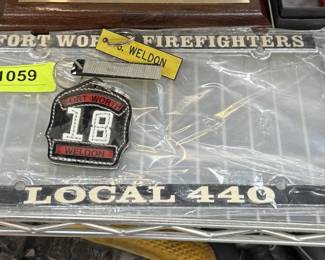 FORT WORTH FIREFIGHTERS
G. WELDON
1059
FORT WORTH
18
WELDON
LOCAL 440